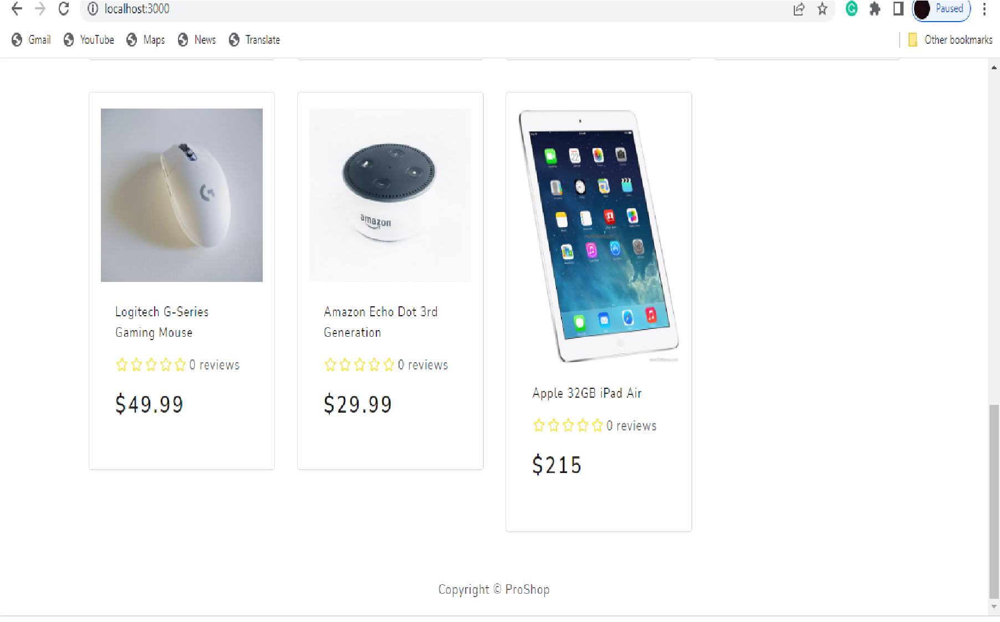 localhost:3000
Paused
Gmail YouTube Maps News Translate
Other bookmarks
amazon
Logitech G-Series
Gaming Mouse
0 reviews
$49.99
Amazon Echo Dot 3rd
Generation
0 reviews
$29.99
Apple 32GB iPad Air
0 reviews
$215
Copyright © ProShop